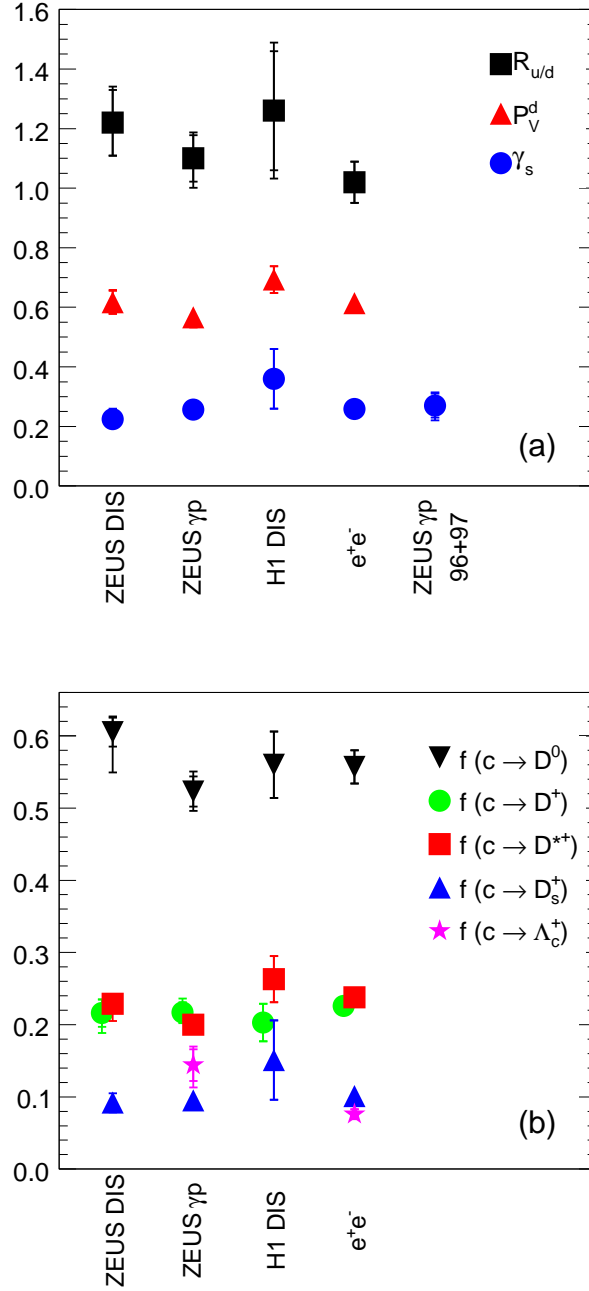 1.6
1.4
1.2
1.0
0.8
0.6
0.4
0.2
0.0
R_{u/d}
P_V^d
γ_s
(a)
ZEUS DIS
ZEUS γp
H1 DIS
e⁺e⁻
ZEUS γp
96+97
0.6
0.5
0.4
0.3
0.2
0.1
0.0
f (c → D⁰)
f (c → D⁺)
f (c → D*⁺)
f (c → D_s⁺)
f (c → Λ_c⁺)
(b)
ZEUS DIS
ZEUS γp
H1 DIS
e⁺e⁻